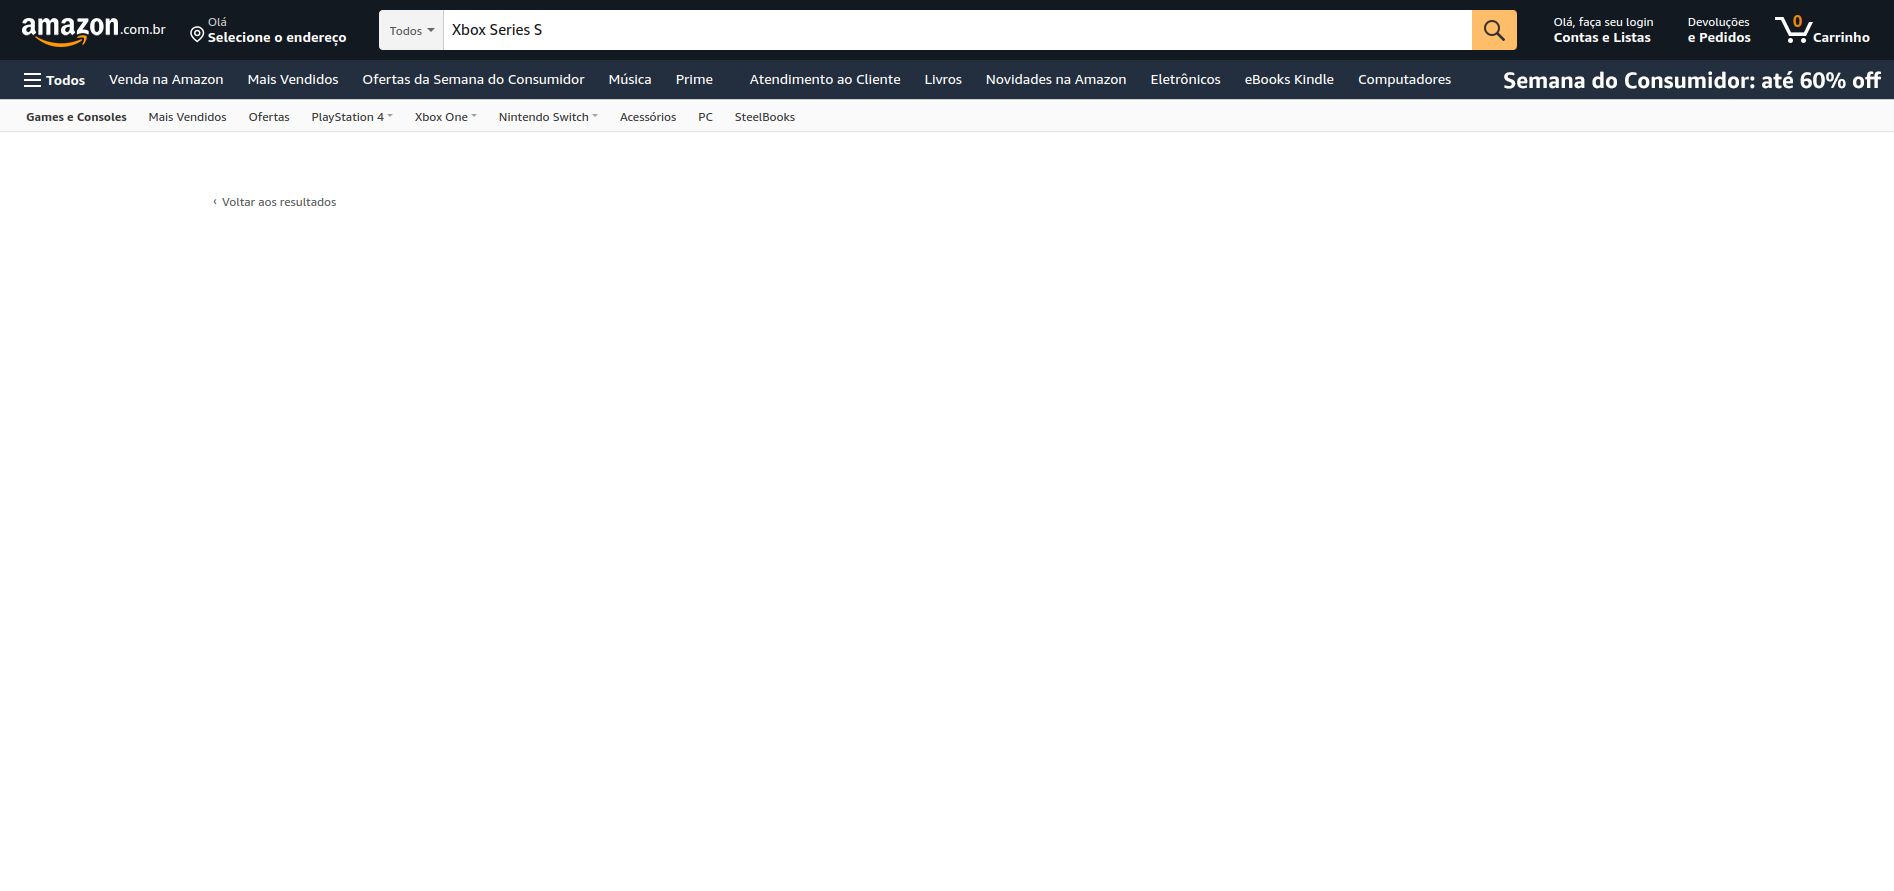 amazon.com.br
Olá
Selecione o endereço
Todos
Xbox Series S
Olá, faça seu login
Contas e Listas
Devoluções
e Pedidos
0
Carrinho
Todos
Venda na Amazon
Mais Vendidos
Ofertas da Semana do Consumidor
Música
Prime
Atendimento ao Cliente
Livros
Novidades na Amazon
Eletrônicos
eBooks Kindle
Computadores
Semana do Consumidor: até 60% off
Games e Consoles
Mais Vendidos
Ofertas
PlayStation 4
Xbox One
Nintendo Switch
Acessórios
PC
SteelBooks
‹ Voltar aos resultados